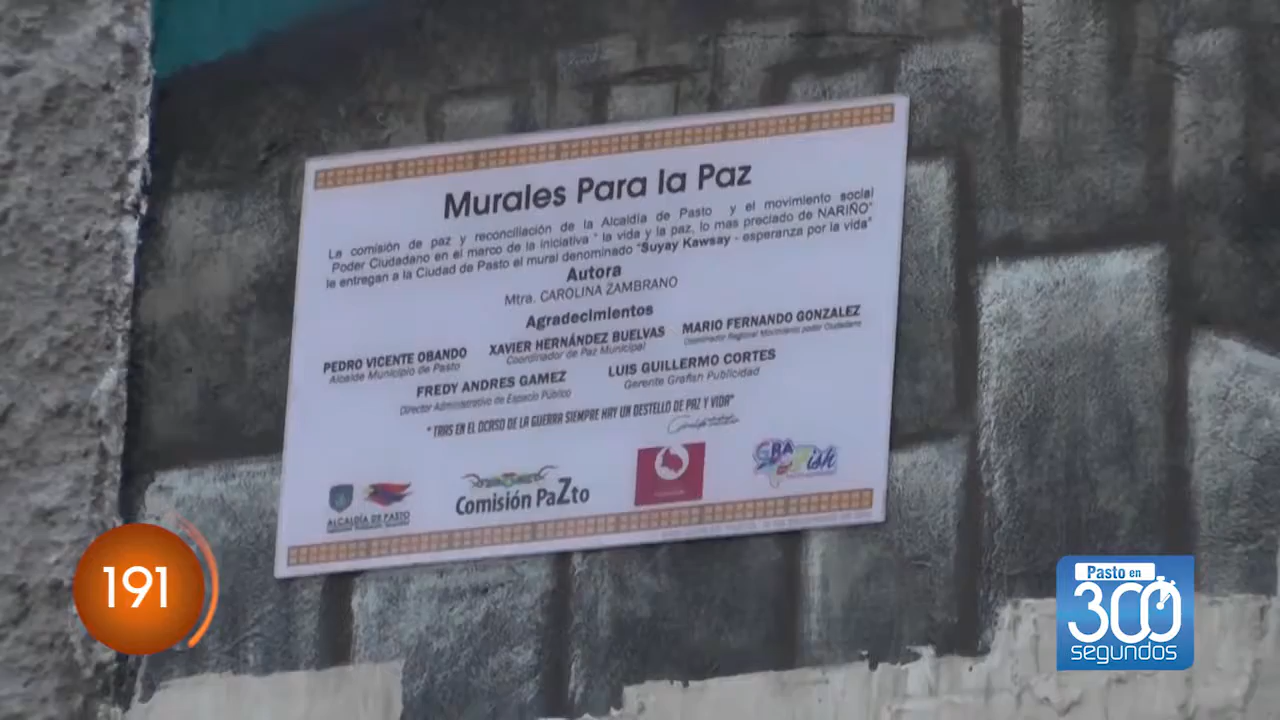 Murales Para la Paz
La comisión de paz y reconciliación de la Alcaldía de Pasto y el movimiento social
Poder Ciudadano en el marco de la iniciativa " la vida y la paz, lo mas preciado de NARIÑO"
le entregan a la Ciudad de Pasto el mural denominado "Suyay Kawsay - esperanza por la vida"
Autora
Mtra. CAROLINA ZAMBRANO
Agradecimientos
PEDRO VICENTE OBANDO
Alcalde Municipio de Pasto
XAVIER HERNÁNDEZ BUELVAS
Coordinador de Paz Municipal
MARIO FERNANDO GONZALEZ
Coordinador Regional Movimiento poder Ciudadano
FREDY ANDRES GAMEZ
Director Administrativo de Espacio Público
LUIS GUILLERMO CORTES
Gerente Grafish Publicidad
" TRAS EN EL OCASO DE LA GUERRA SIEMPRE HAY UN DESTELLO DE PAZ Y VIDA"
ALCALDÍA DE PASTO
Comisión PaZto
GRAFish
191
Pasto en
300
segundos